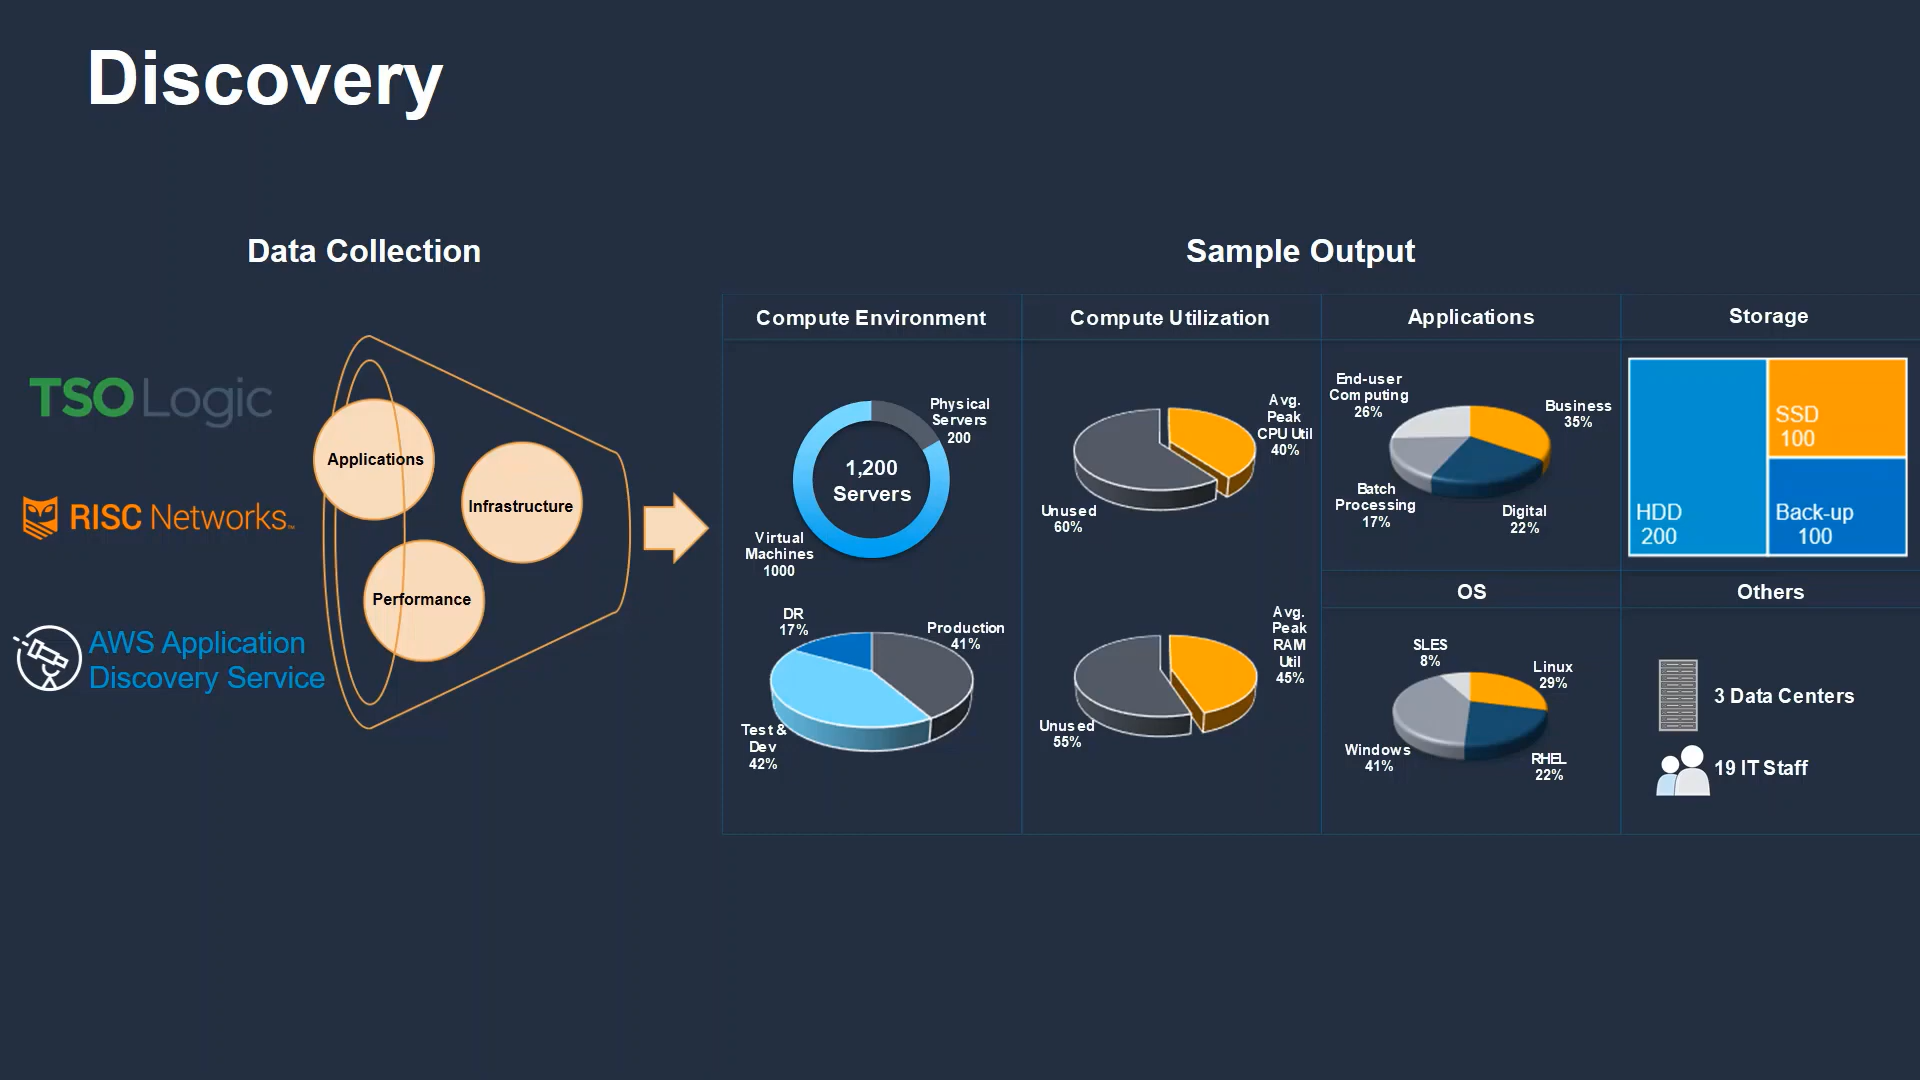 Discovery
Data Collection
TSO Logic
RISC Networks
AWS Application
Discovery Service
Applications
Infrastructure
Performance
Sample Output
Compute Environment
Physical
Servers
200
1,200
Servers
Virtual
Machines
1000
DR
17%
Production
41%
Test &
Dev
42%
Compute Utilization
Avg.
Peak
CPU Util
40%
Unused
60%
Avg.
Peak
RAM
Util
45%
Unused
55%
Applications
End-user
Computing
26%
Business
35%
Batch
Processing
17%
Digital
22%
OS
SLES
8%
Linux
29%
Windows
41%
RHEL
22%
Storage
SSD
100
HDD
200
Back-up
100
Others
3 Data Centers
19 IT Staff